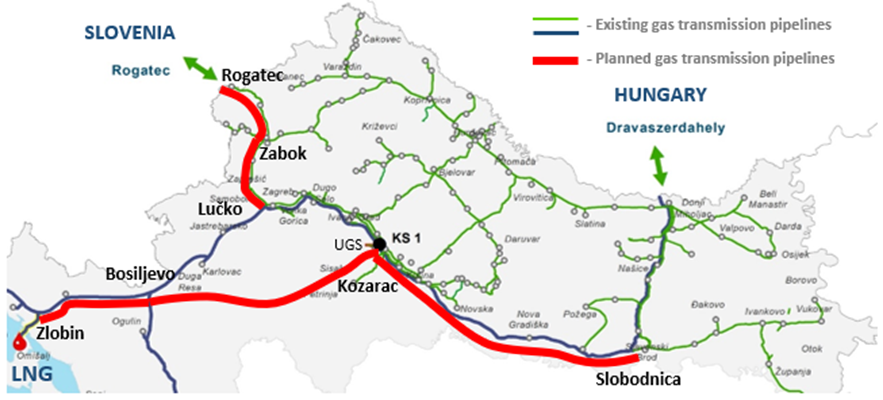 SLOVENIA
Rogatec
Rogatec
Zabok
Lučko
Čakovec
Varaždin
Koprivnica
Križevci
Bjelovar
Pitomača
Virovitica
Slatina
Daruvar
- Existing gas transmission pipelines
- Planned gas transmission pipelines
HUNGARY
Dravaszerdahely
Donji
Miholjac
Beli
Manastir
Valpovo
Darda
Osijek
Našice
Borovo
Vukovar
Đakovo
Ivankovo
Otok
Županja
Zagreb
Dugo
Gorica
Jastrebarsko
UGS
KS 1
Karlovac
Bosiljevo
Duga
Resa
Kozarac
Novska
Nova
Gradiška
Požega
Brod
Slobodnica
Ogulin
Zlobin
Omišalj
LNG